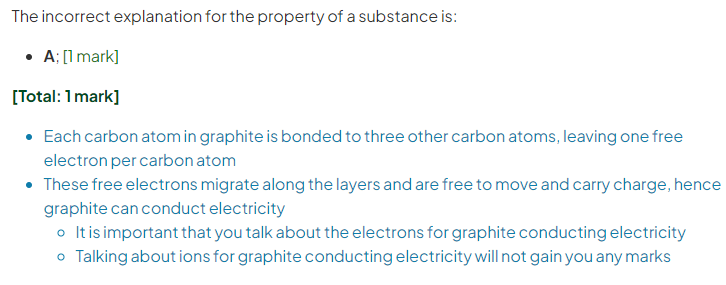 The incorrect explanation for the property of a substance is:
• A; [1 mark]
[Total: 1 mark]
• Each carbon atom in graphite is bonded to three other carbon atoms, leaving one free
electron per carbon atom
• These free electrons migrate along the layers and are free to move and carry charge, hence
graphite can conduct electricity
◦ It is important that you talk about the electrons for graphite conducting electricity
◦ Talking about ions for graphite conducting electricity will not gain you any marks